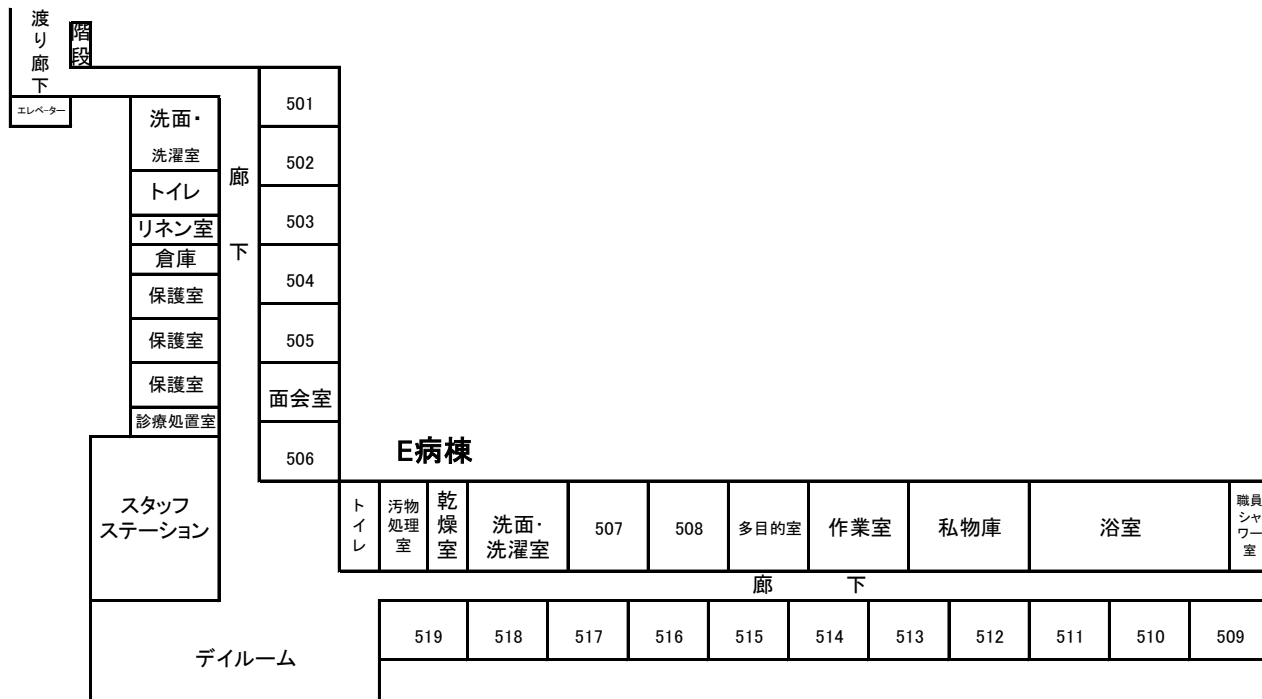 渡り廊下
階段
エレベーター
洗面・
洗濯室
トイレ
リネン室
倉庫
保護室
保護室
保護室
診療処置室
スタッフ
ステーション
デイルーム
廊下
501
502
503
504
505
面会室
506
E病棟
トイレ
汚物
処理
室
乾燥室
洗面・
洗濯室
507
508
多目的室
作業室
私物庫
浴室
職員
シャ
ワー
室
廊下
519
518
517
516
515
514
513
512
511
510
509